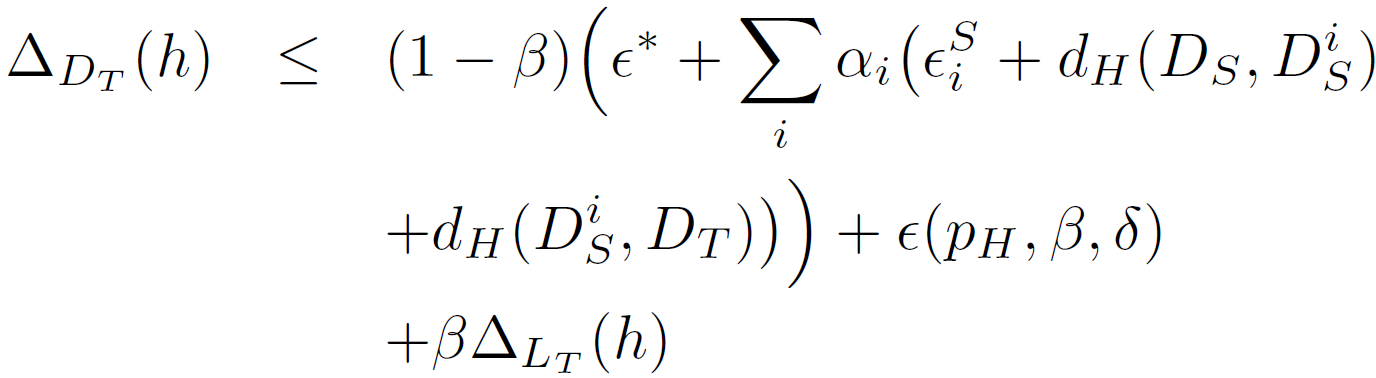 Δ_{D_T}(h) ≤ (1 − β)(ϵ* + ∑_i α_i(ϵ_i^S + d_H(D_S, D_S^i)
+d_H(D_S^i, D_T))) + ϵ(p_H, β, δ)
+βΔ_{L_T}(h)